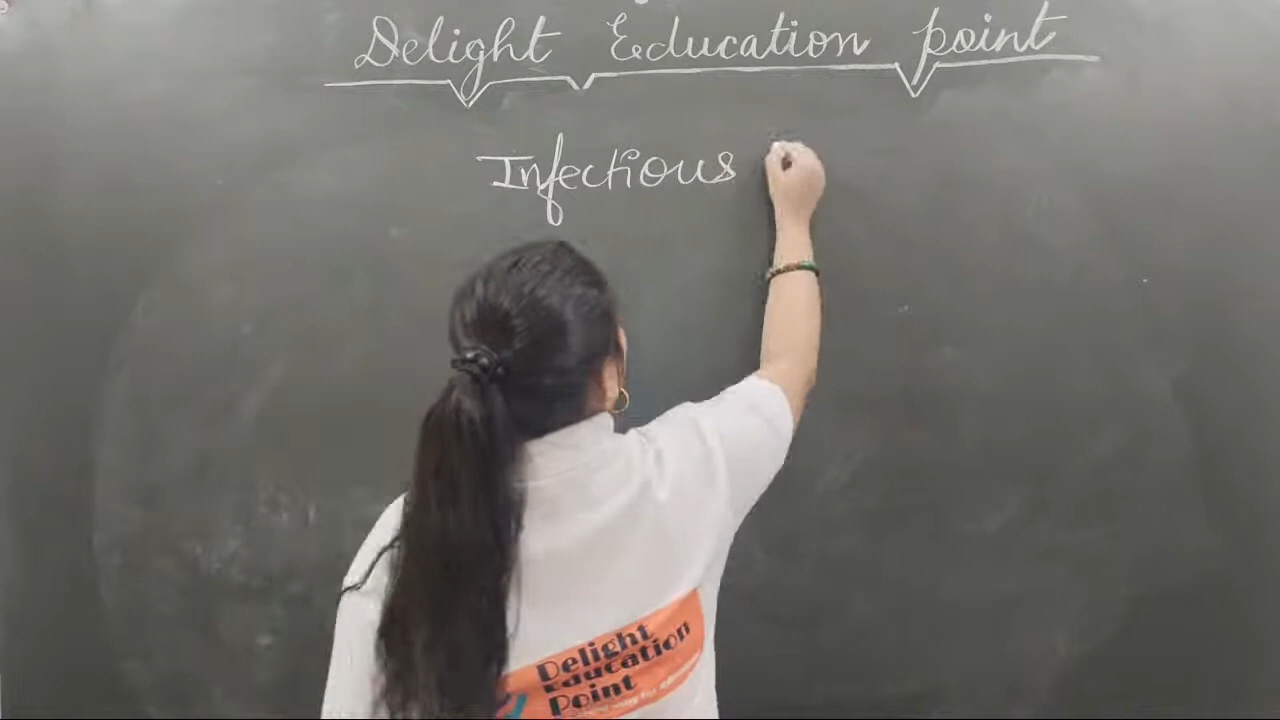 Delight Education point
Infectious
Delight
Education
Point